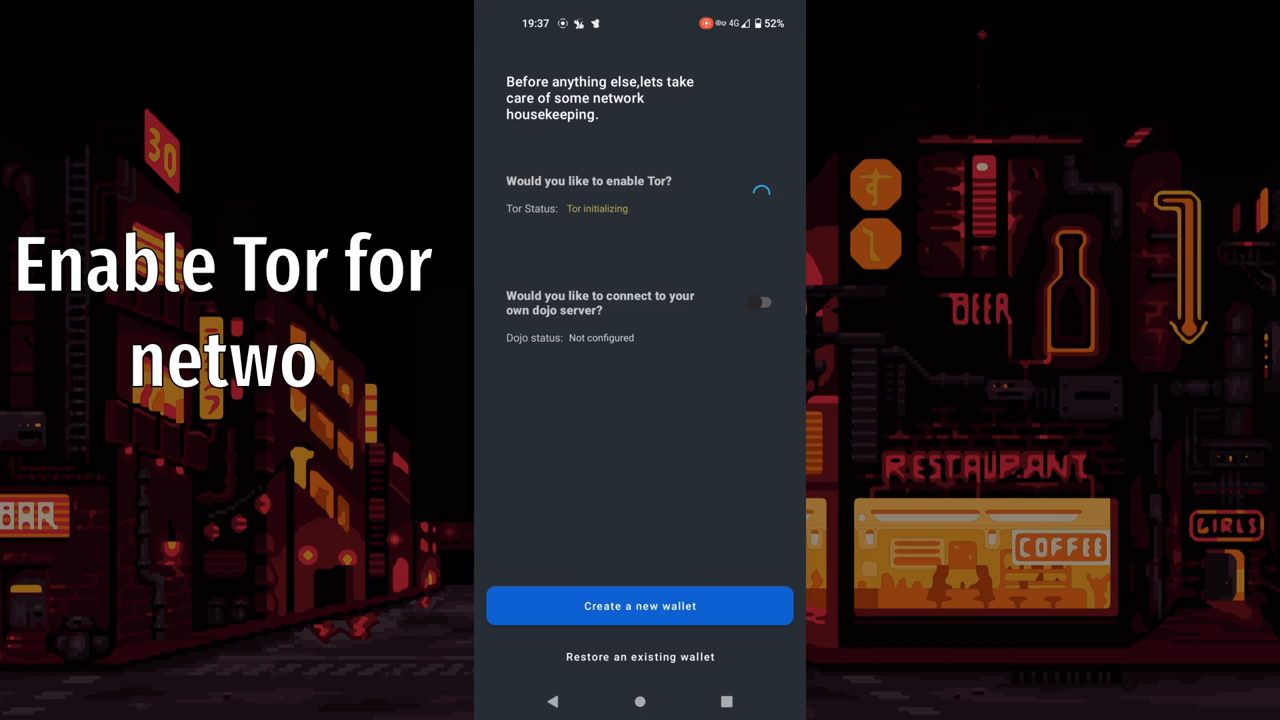 Enable Tor for
netwo
19:37
4G
52%
Before anything else,lets take
care of some network
housekeeping.
Would you like to enable Tor?
Tor Status: Tor initializing
Would you like to connect to your
own dojo server?
Dojo status: Not configured
Create a new wallet
Restore an existing wallet
30
BAR
す
し
BEER
RESTAURANT
COFFEE
GIRLS